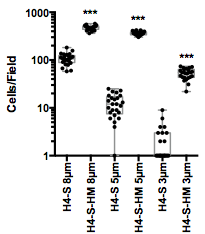 Cells/Field
1000
100
10
1
***
***
***
H4-S 8μm
H4-S-HM 8μm
H4-S 5μm
H4-S-HM 5μm
H4-S 3μm
H4-S-HM 3μm